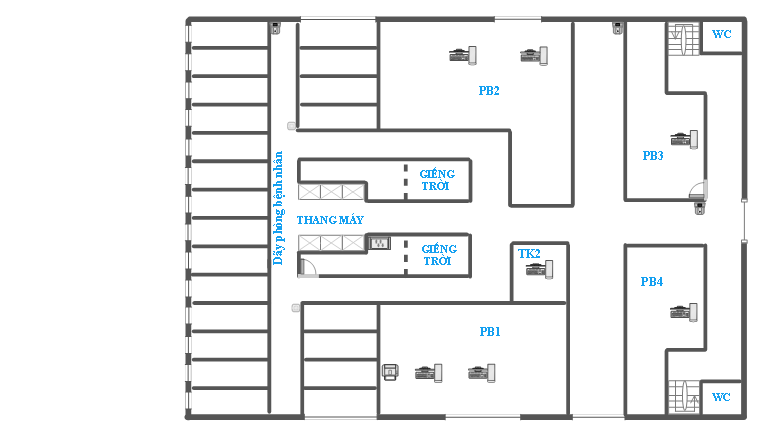 WC
PB2
PB3
Dãy phòng bệnh nhân
GIẾNG
TRỜI
THANG MÁY
GIẾNG
TRỜI
TK2
PB4
PB1
WC